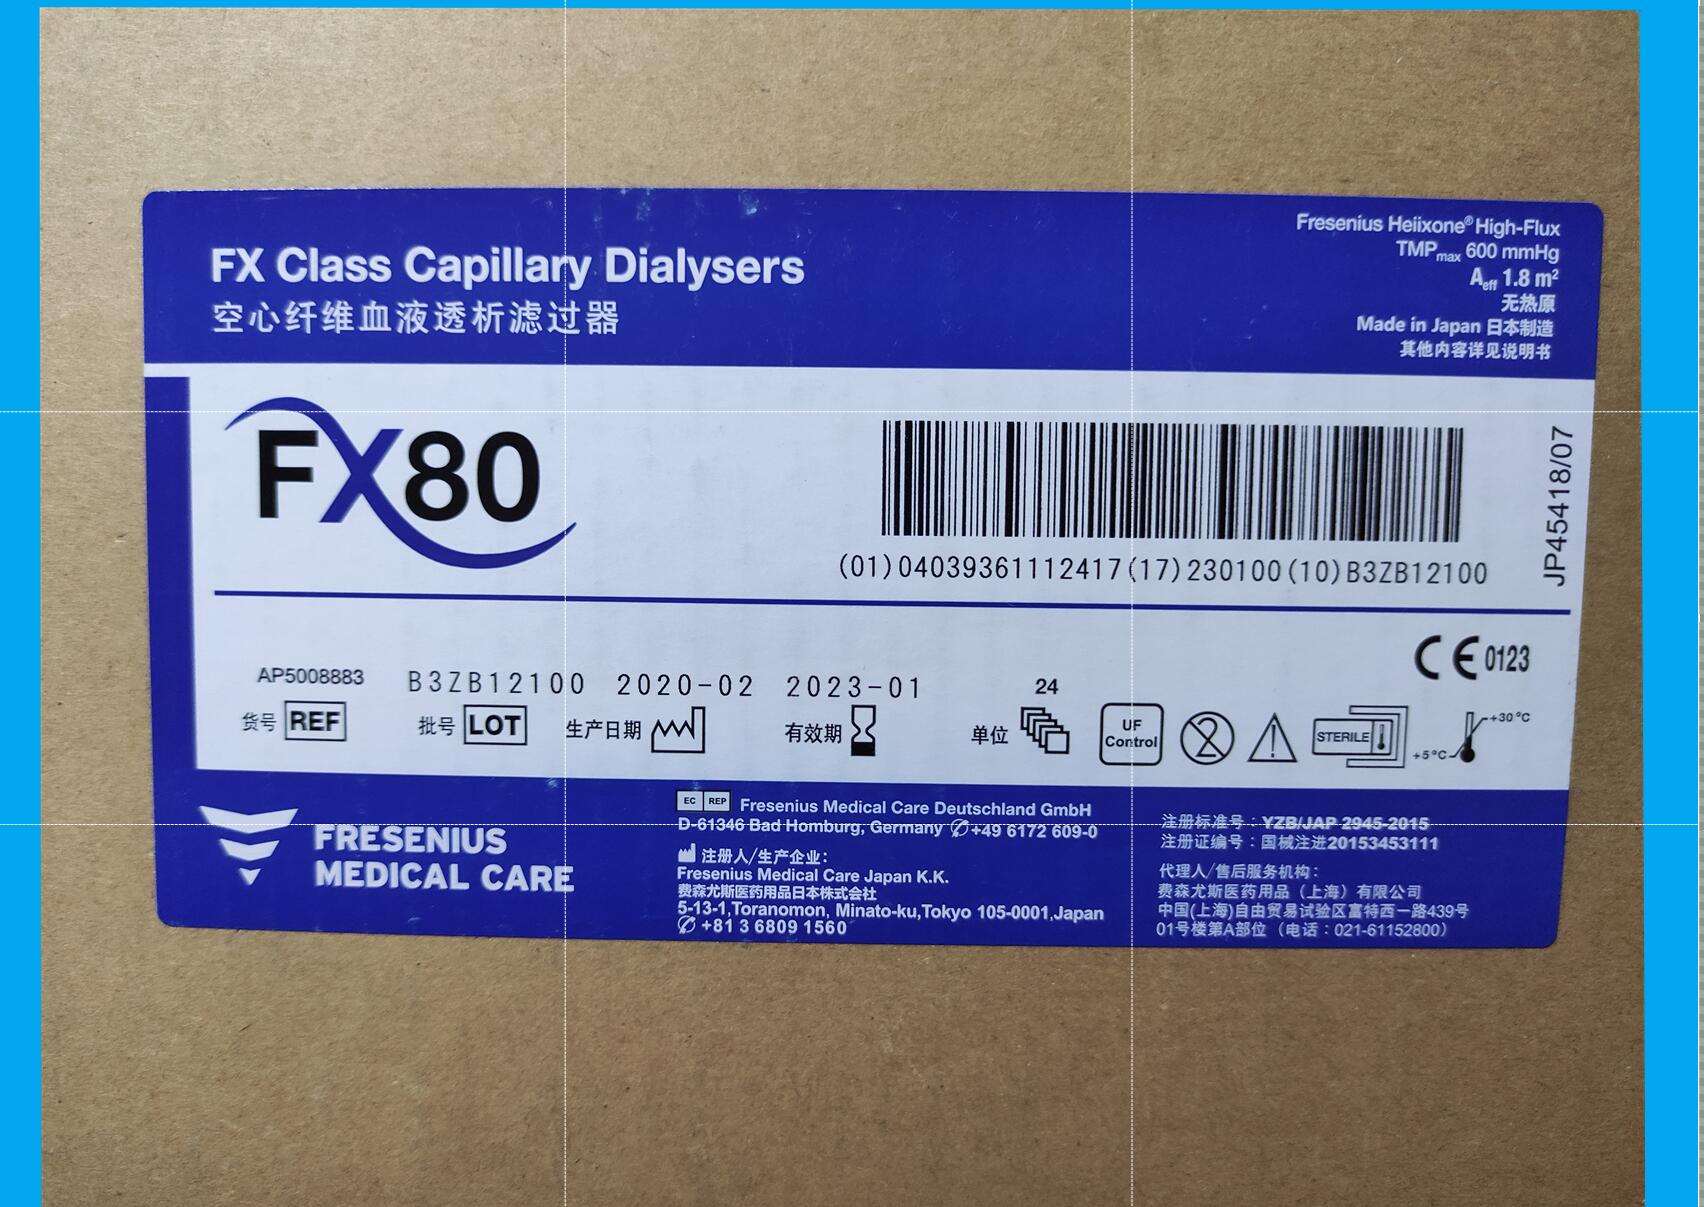 FX Class Capillary Dialysers
空心纤维血液透析滤过器
Fresenius Heiixone® High-Flux
TMPmax 600 mmHg
Aeff 1.8 m²
无热原
Made in Japan 日本制造
其他内容详见说明书
FX80
(01)04039361112417(17)230100(10)B3ZB12100
JP45418/07
CE 0123
AP5008883 B3ZB12100 2020-02 2023-01 24
货号 REF 批号 LOT 生产日期 有效期 单位 UF Control 2 STERILE +5°C +30°C
FRESENIUS
MEDICAL CARE
EC REP Fresenius Medical Care Deutschland GmbH
D-61346 Bad Homburg, Germany ✆+49 6172 609-0
注册人/生产企业：
Fresenius Medical Care Japan K.K.
费森尤斯医药用品日本株式会社
5-13-1,Toranomon, Minato-ku,Tokyo 105-0001,Japan
✆ +81 3 6809 1560
注册标准号：YZB/JAP 2945-2015
注册证编号：国械注进20153453111
代理人/售后服务机构：
费森尤斯医药用品（上海）有限公司
中国(上海)自由贸易试验区富特西一路439号
01号楼第A部位（电话：021-61152800）